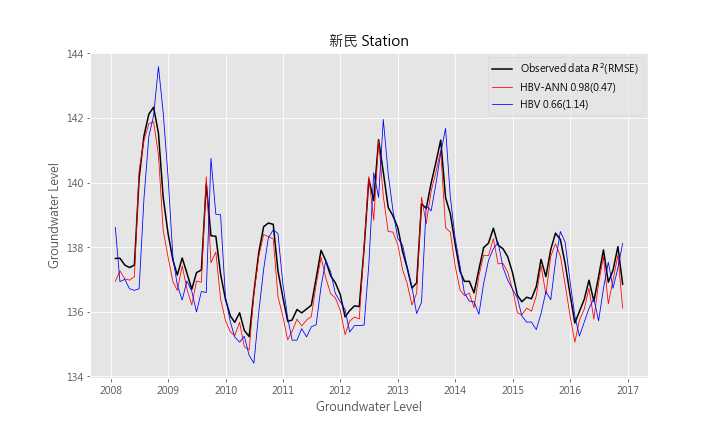 新民 Station
Observed data R²(RMSE)
HBV-ANN 0.98(0.47)
HBV 0.66(1.14)
Groundwater Level
144
142
140
138
136
134
2008 2009 2010 2011 2012 2013 2014 2015 2016 2017
Groundwater Level